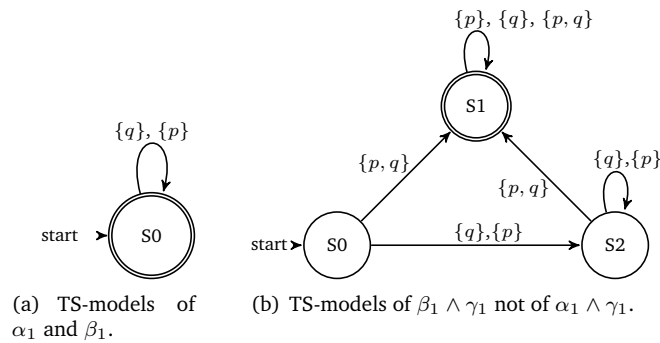 {p}, {q}, {p, q}
S1
{q}, {p}
start
S0
{p, q}
{p, q}
{q},{p}
start
S0
{q},{p}
S2
(a) TS-models of
α₁ and β₁.
(b) TS-models of β₁ ∧ γ₁ not of α₁ ∧ γ₁.